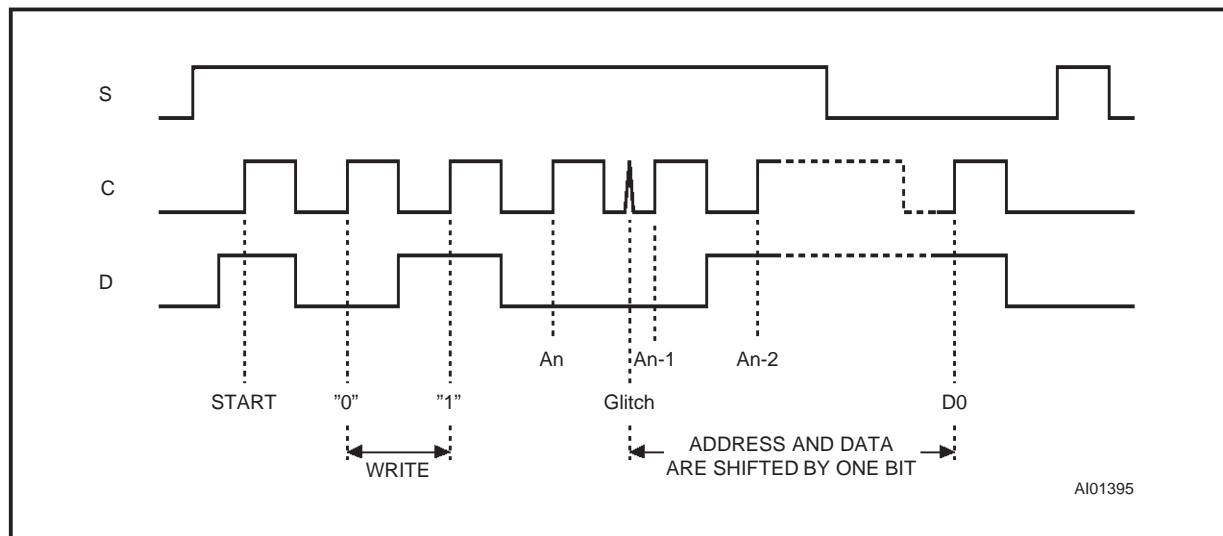 S
C
D
An An-1 An-2
START ”0” ”1” Glitch D0
WRITE
ADDRESS AND DATA
ARE SHIFTED BY ONE BIT
AI01395